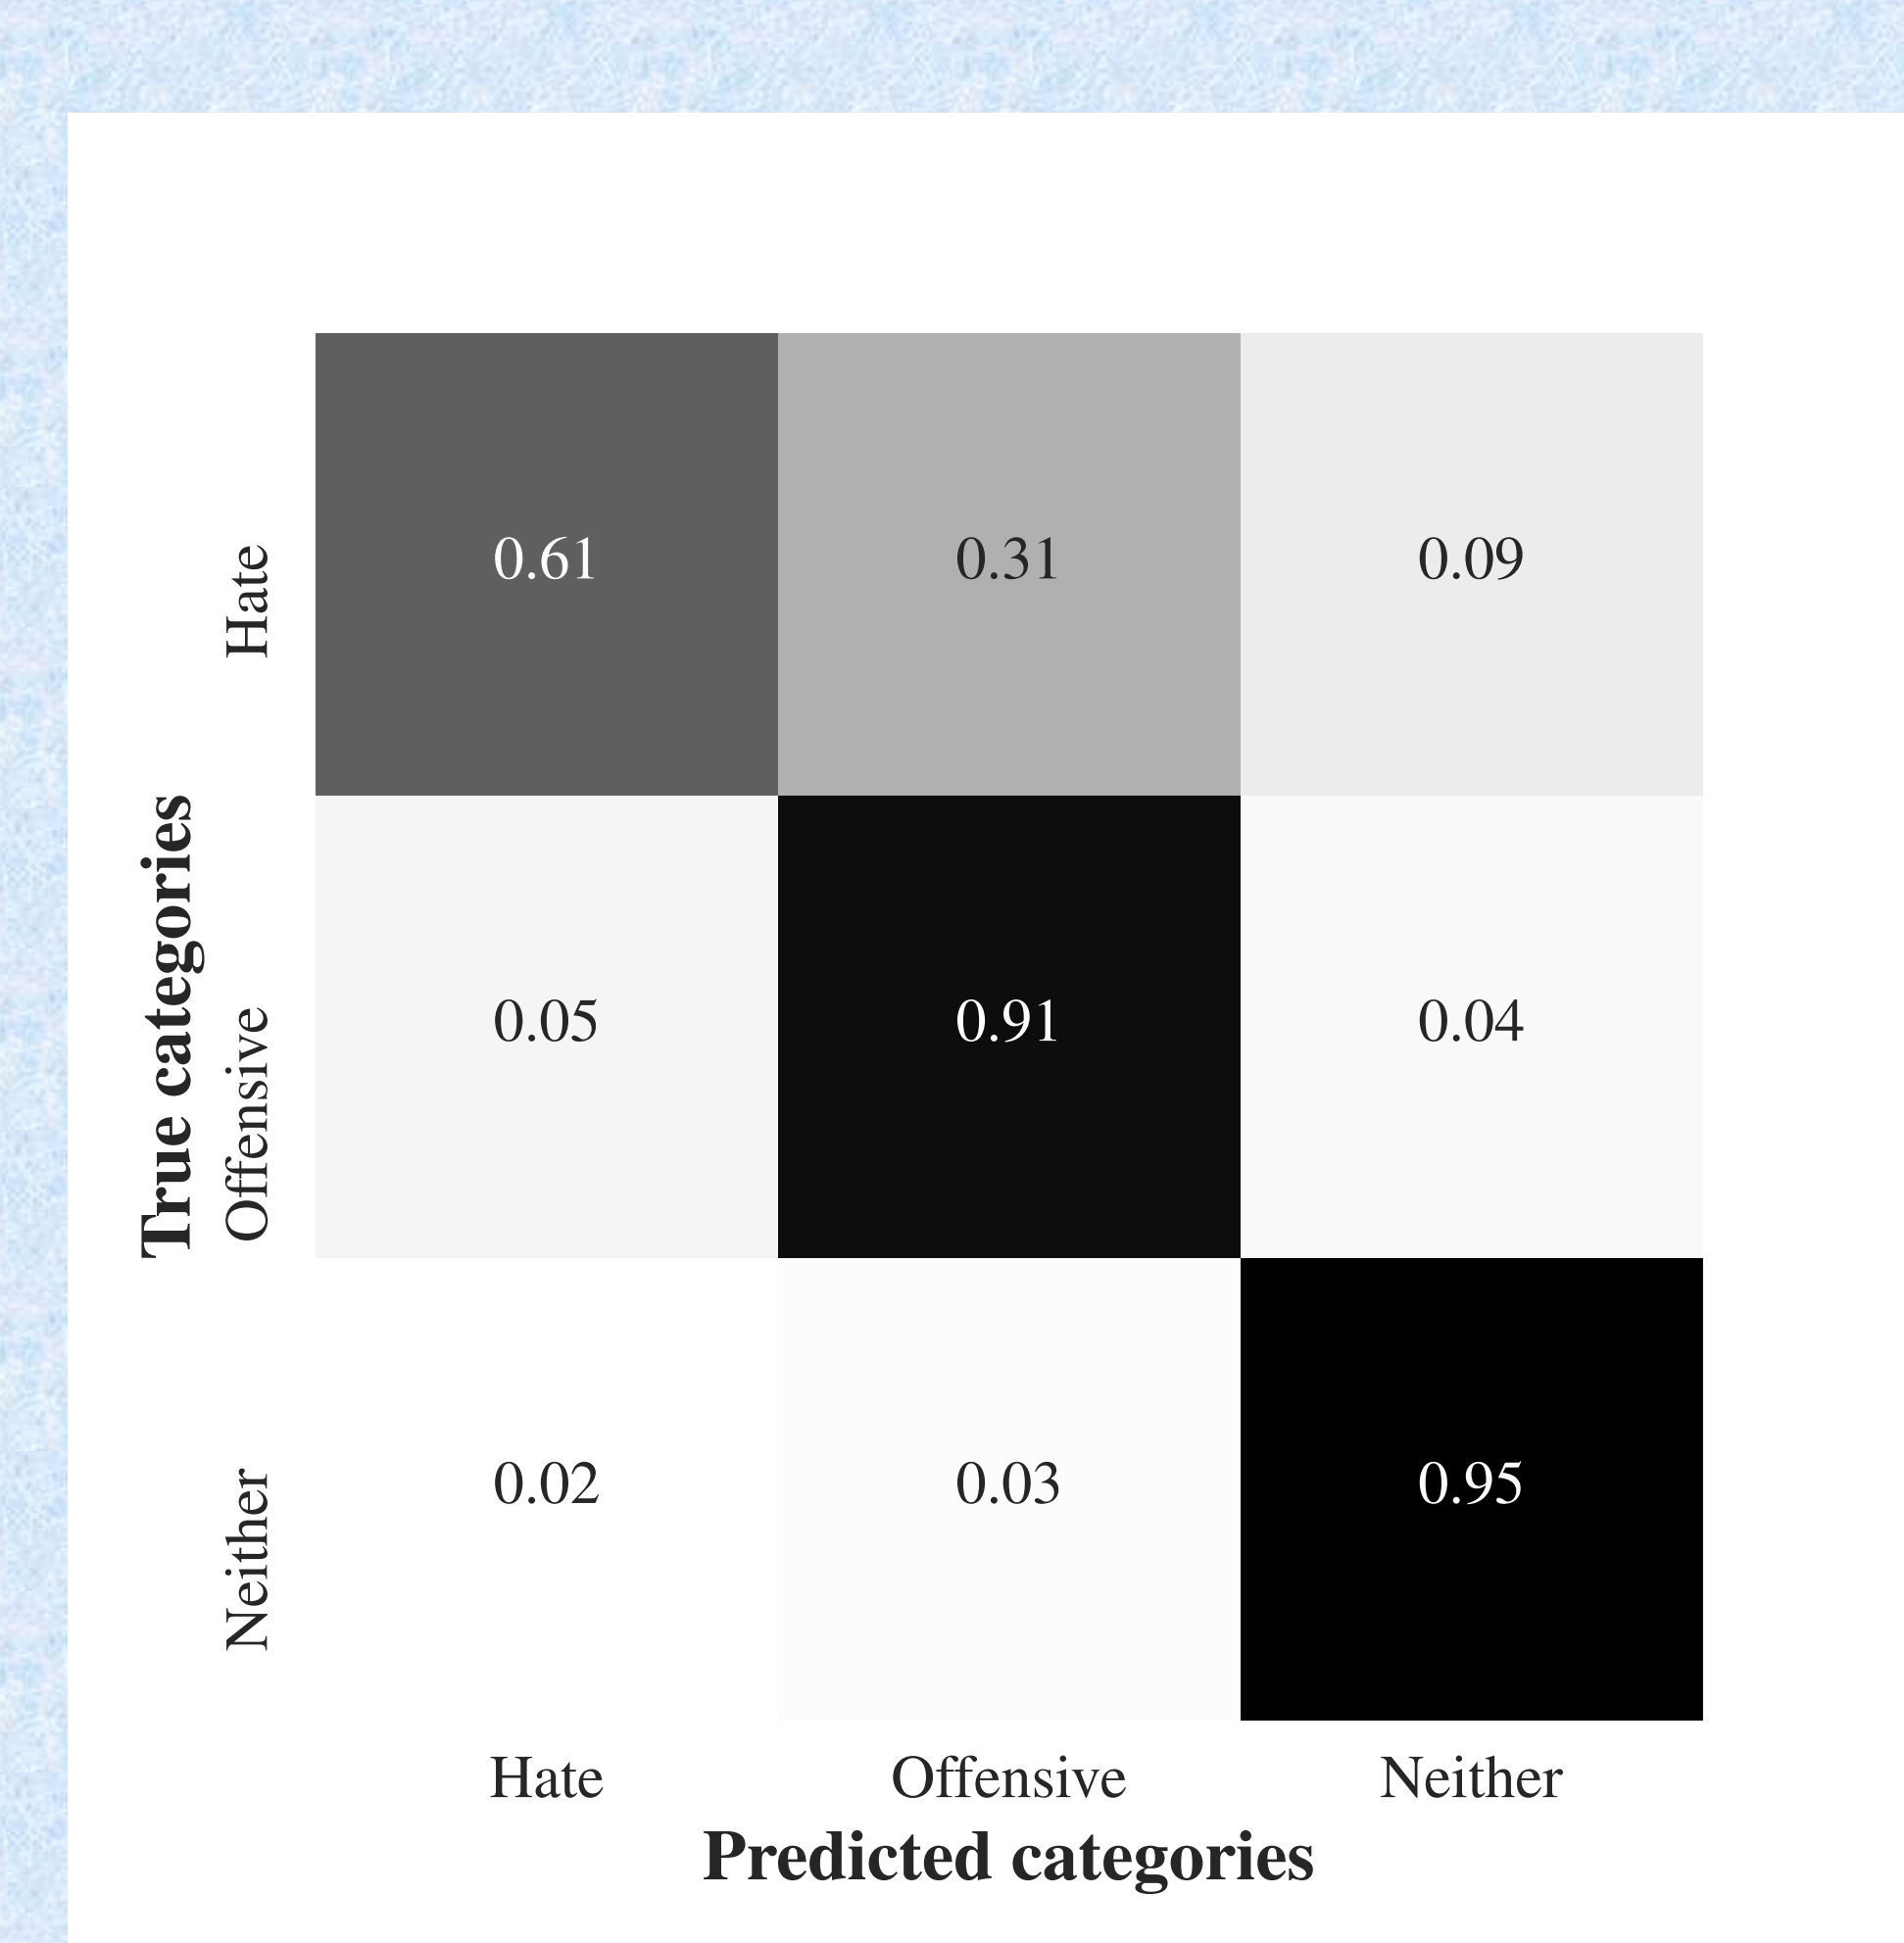 True categories
Hate
0.61 0.31 0.09
Offensive
0.05 0.91 0.04
Neither
0.02 0.03 0.95
Hate Offensive Neither
Predicted categories